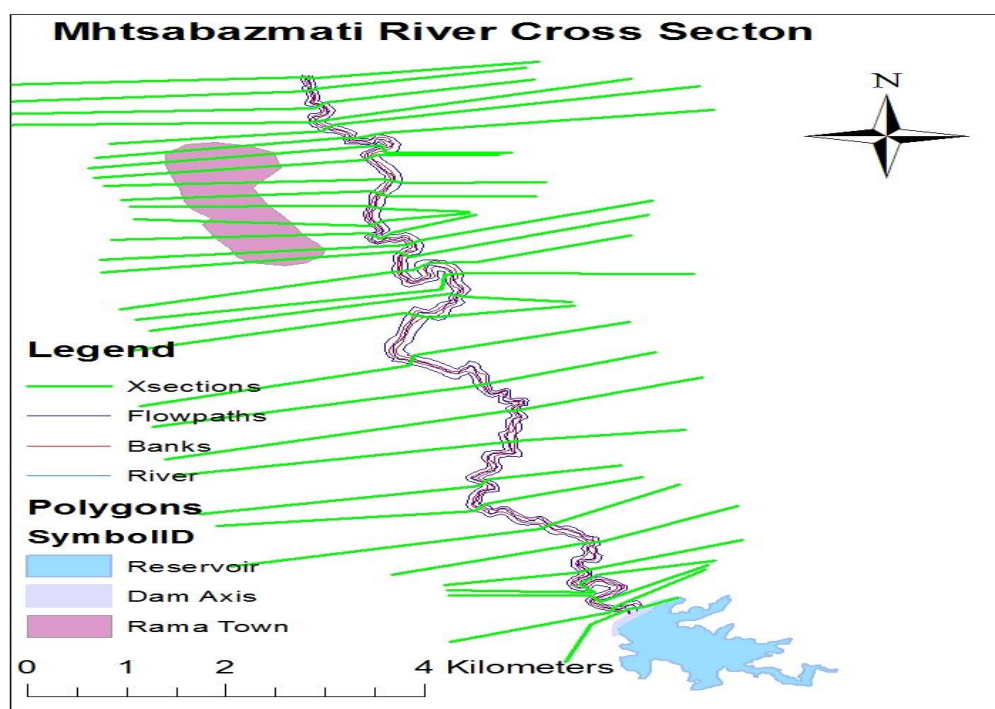 Mhtsabazmati River Cross Secton
N
Legend
Xsections
Flowpaths
Banks
River
Polygons
SymbolID
Reservoir
Dam Axis
Rama Town
0 1 2 4 Kilometers